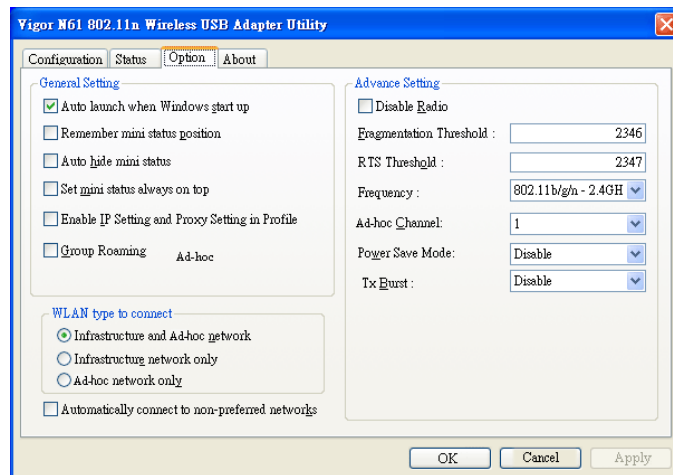 Vigor N61 802.11n Wireless USB Adapter Utility
Configuration Status Option About
General Setting
Auto launch when Windows start up
Remember mini status position
Auto hide mini status
Set mini status always on top
Enable IP Setting and Proxy Setting in Profile
Group Roaming Ad-hoc
WLAN type to connect
Infrastructure and Ad-hoc network
Infrastructure network only
Ad-hoc network only
Automatically connect to non-preferred networks
Advance Setting
Disable Radio
Fragmentation Threshold : 2346
RTS Threshold : 2347
Frequency : 802.11b/g/n - 2.4GH
Ad-hoc Channel: 1
Power Save Mode: Disable
Tx Burst : Disable
OK Cancel Apply